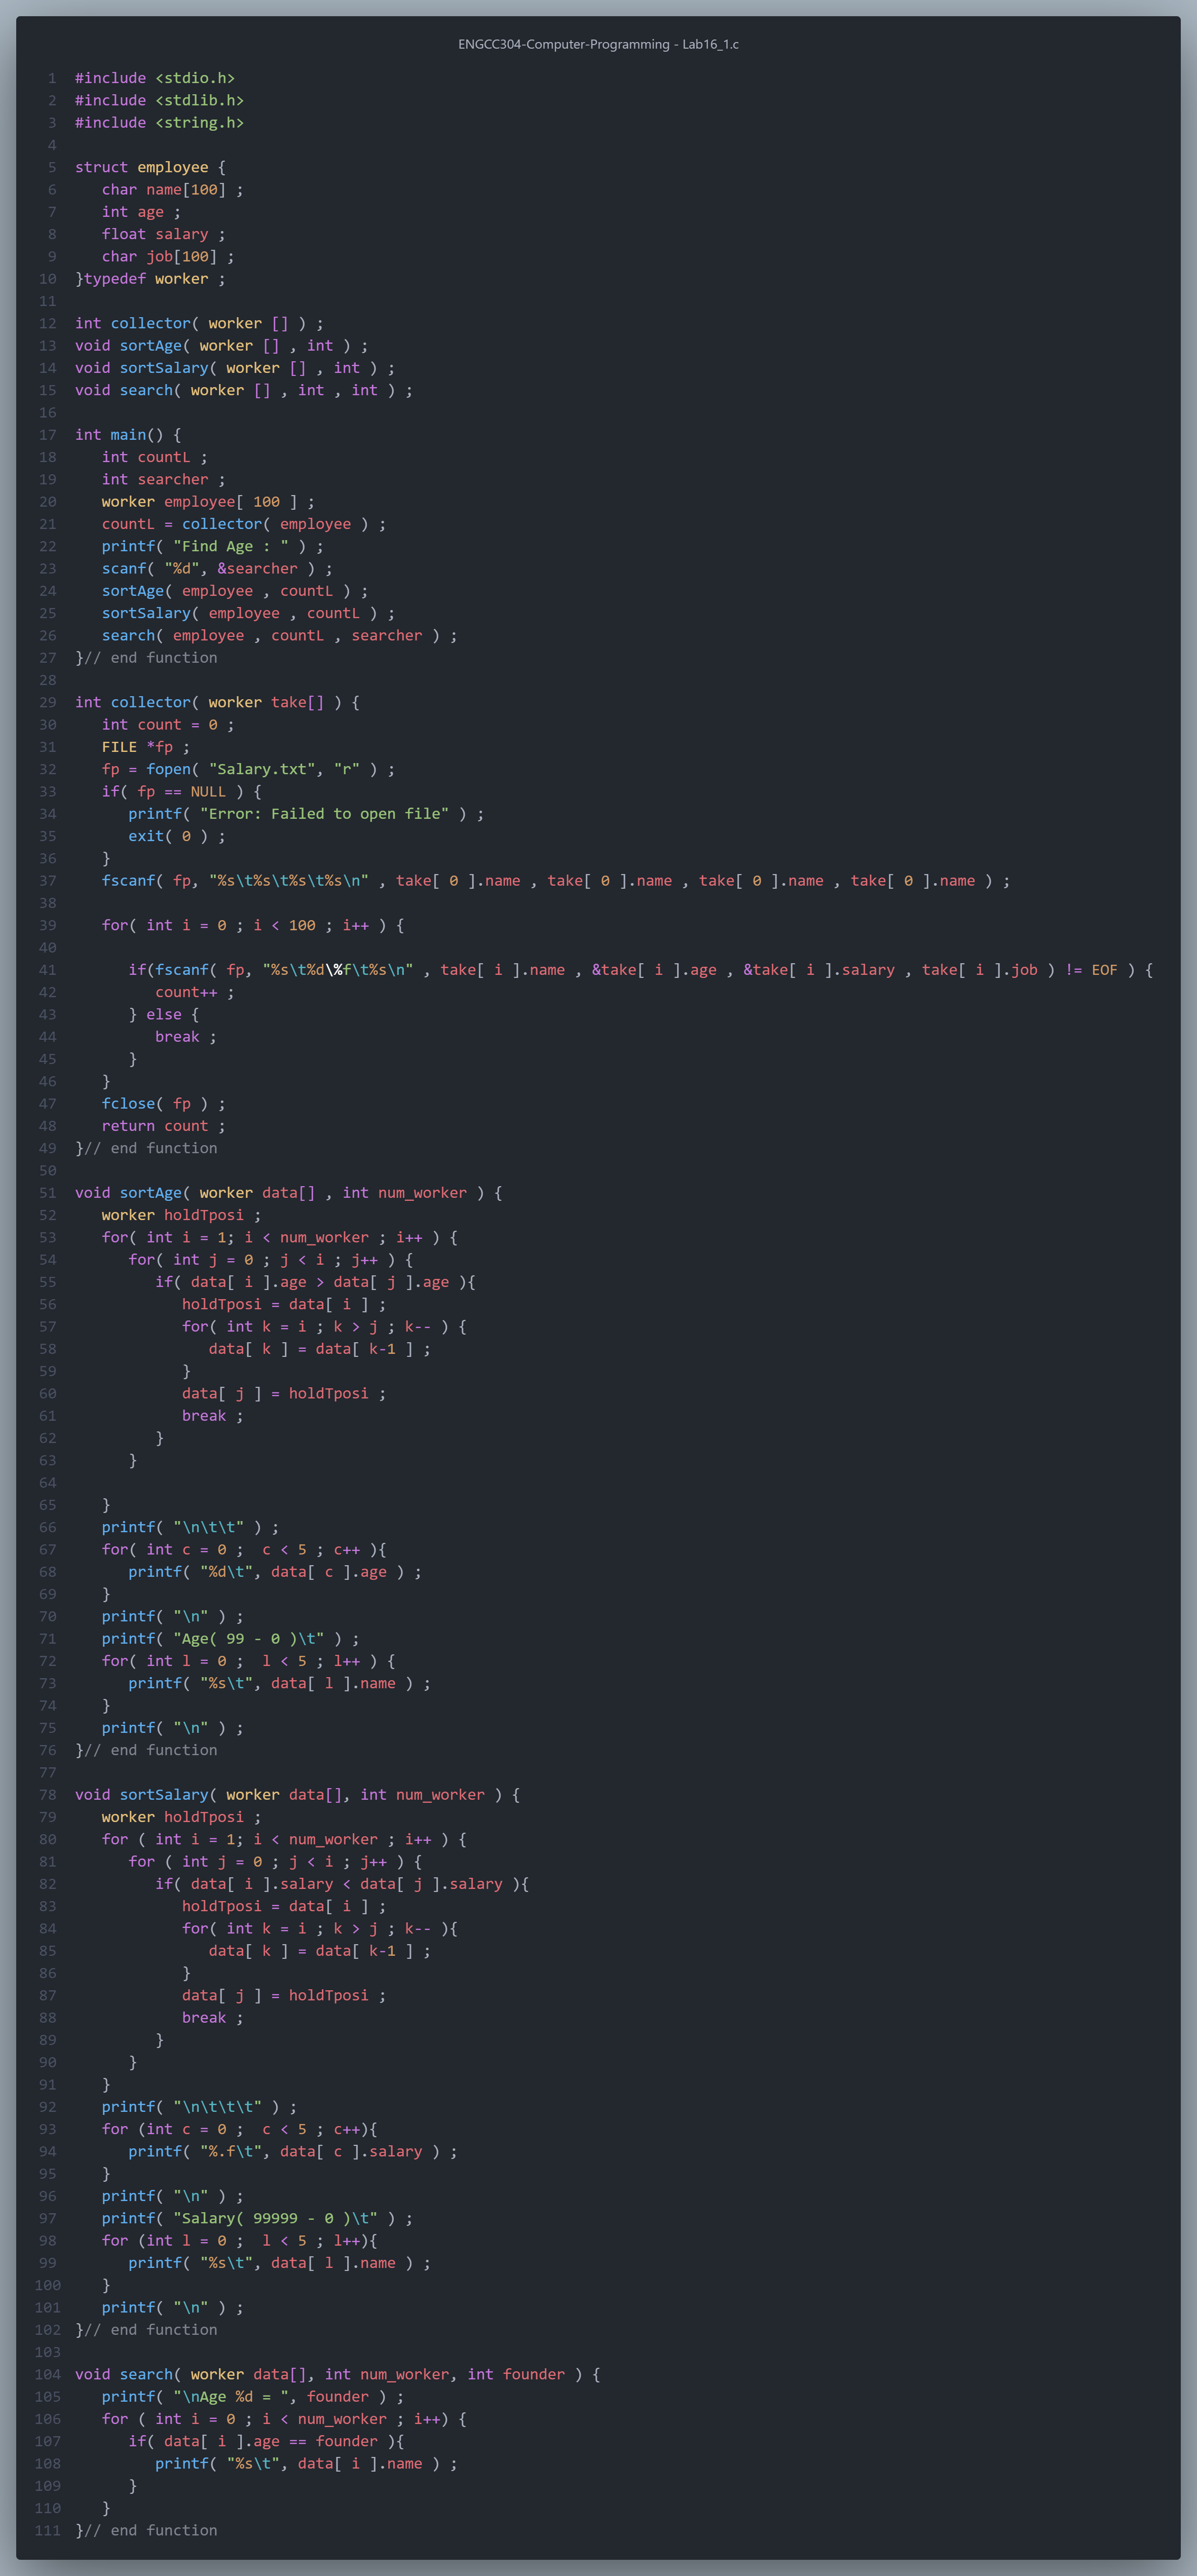 ENGCC304-Computer-Programming - Lab16_1.c
1 #include <stdio.h>
2 #include <stdlib.h>
3 #include <string.h>
4
5 struct employee {
6    char name[100] ;
7    int age ;
8    float salary ;
9    char job[100] ;
10 }typedef worker ;
11
12 int collector( worker [] ) ;
13 void sortAge( worker [] , int ) ;
14 void sortSalary( worker [] , int ) ;
15 void search( worker [] , int , int ) ;
16
17 int main() {
18    int countL ;
19    int searcher ;
20    worker employee[ 100 ] ;
21    countL = collector( employee ) ;
22    printf( "Find Age : " ) ;
23    scanf( "%d", &searcher ) ;
24    sortAge( employee , countL ) ;
25    sortSalary( employee , countL ) ;
26    search( employee , countL , searcher ) ;
27 }// end function
28
29 int collector( worker take[] ) {
30    int count = 0 ;
31    FILE *fp ;
32    fp = fopen( "Salary.txt", "r" ) ;
33    if( fp == NULL ) {
34       printf( "Error: Failed to open file" ) ;
35       exit( 0 ) ;
36    }
37    fscanf( fp, "%s\t%s\t%s\t%s\n" , take[ 0 ].name , take[ 0 ].name , take[ 0 ].name , take[ 0 ].name ) ;
38
39    for( int i = 0 ; i < 100 ; i++ ) {
40
41       if(fscanf( fp, "%s\t%d\%f\t%s\n" , take[ i ].name , &take[ i ].age , &take[ i ].salary , take[ i ].job ) != EOF ) {
42          count++ ;
43       } else {
44          break ;
45       }
46    }
47    fclose( fp ) ;
48    return count ;
49 }// end function
50
51 void sortAge( worker data[] , int num_worker ) {
52    worker holdTposi ;
53    for( int i = 1; i < num_worker ; i++ ) {
54       for( int j = 0 ; j < i ; j++ ) {
55          if( data[ i ].age > data[ j ].age ){
56             holdTposi = data[ i ] ;
57             for( int k = i ; k > j ; k-- ) {
58                data[ k ] = data[ k-1 ] ;
59             }
60             data[ j ] = holdTposi ;
61             break ;
62          }
63       }
64
65    }
66    printf( "\n\t\t" ) ;
67    for( int c = 0 ;  c < 5 ; c++ ){
68       printf( "%d\t", data[ c ].age ) ;
69    }
70    printf( "\n" ) ;
71    printf( "Age( 99 - 0 )\t" ) ;
72    for( int l = 0 ;  l < 5 ; l++ ) {
73       printf( "%s\t", data[ l ].name ) ;
74    }
75    printf( "\n" ) ;
76 }// end function
77
78 void sortSalary( worker data[], int num_worker ) {
79    worker holdTposi ;
80    for ( int i = 1; i < num_worker ; i++ ) {
81       for ( int j = 0 ; j < i ; j++ ) {
82          if( data[ i ].salary < data[ j ].salary ){
83             holdTposi = data[ i ] ;
84             for( int k = i ; k > j ; k-- ){
85                data[ k ] = data[ k-1 ] ;
86             }
87             data[ j ] = holdTposi ;
88             break ;
89          }
90       }
91    }
92    printf( "\n\t\t\t" ) ;
93    for (int c = 0 ;  c < 5 ; c++){
94       printf( "%.f\t", data[ c ].salary ) ;
95    }
96    printf( "\n" ) ;
97    printf( "Salary( 99999 - 0 )\t" ) ;
98    for (int l = 0 ;  l < 5 ; l++){
99       printf( "%s\t", data[ l ].name ) ;
100    }
101    printf( "\n" ) ;
102 }// end function
103
104 void search( worker data[], int num_worker, int founder ) {
105    printf( "\nAge %d = ", founder ) ;
106    for ( int i = 0 ; i < num_worker ; i++) {
107       if( data[ i ].age == founder ){
108          printf( "%s\t", data[ i ].name ) ;
109       }
110    }
111 }// end function